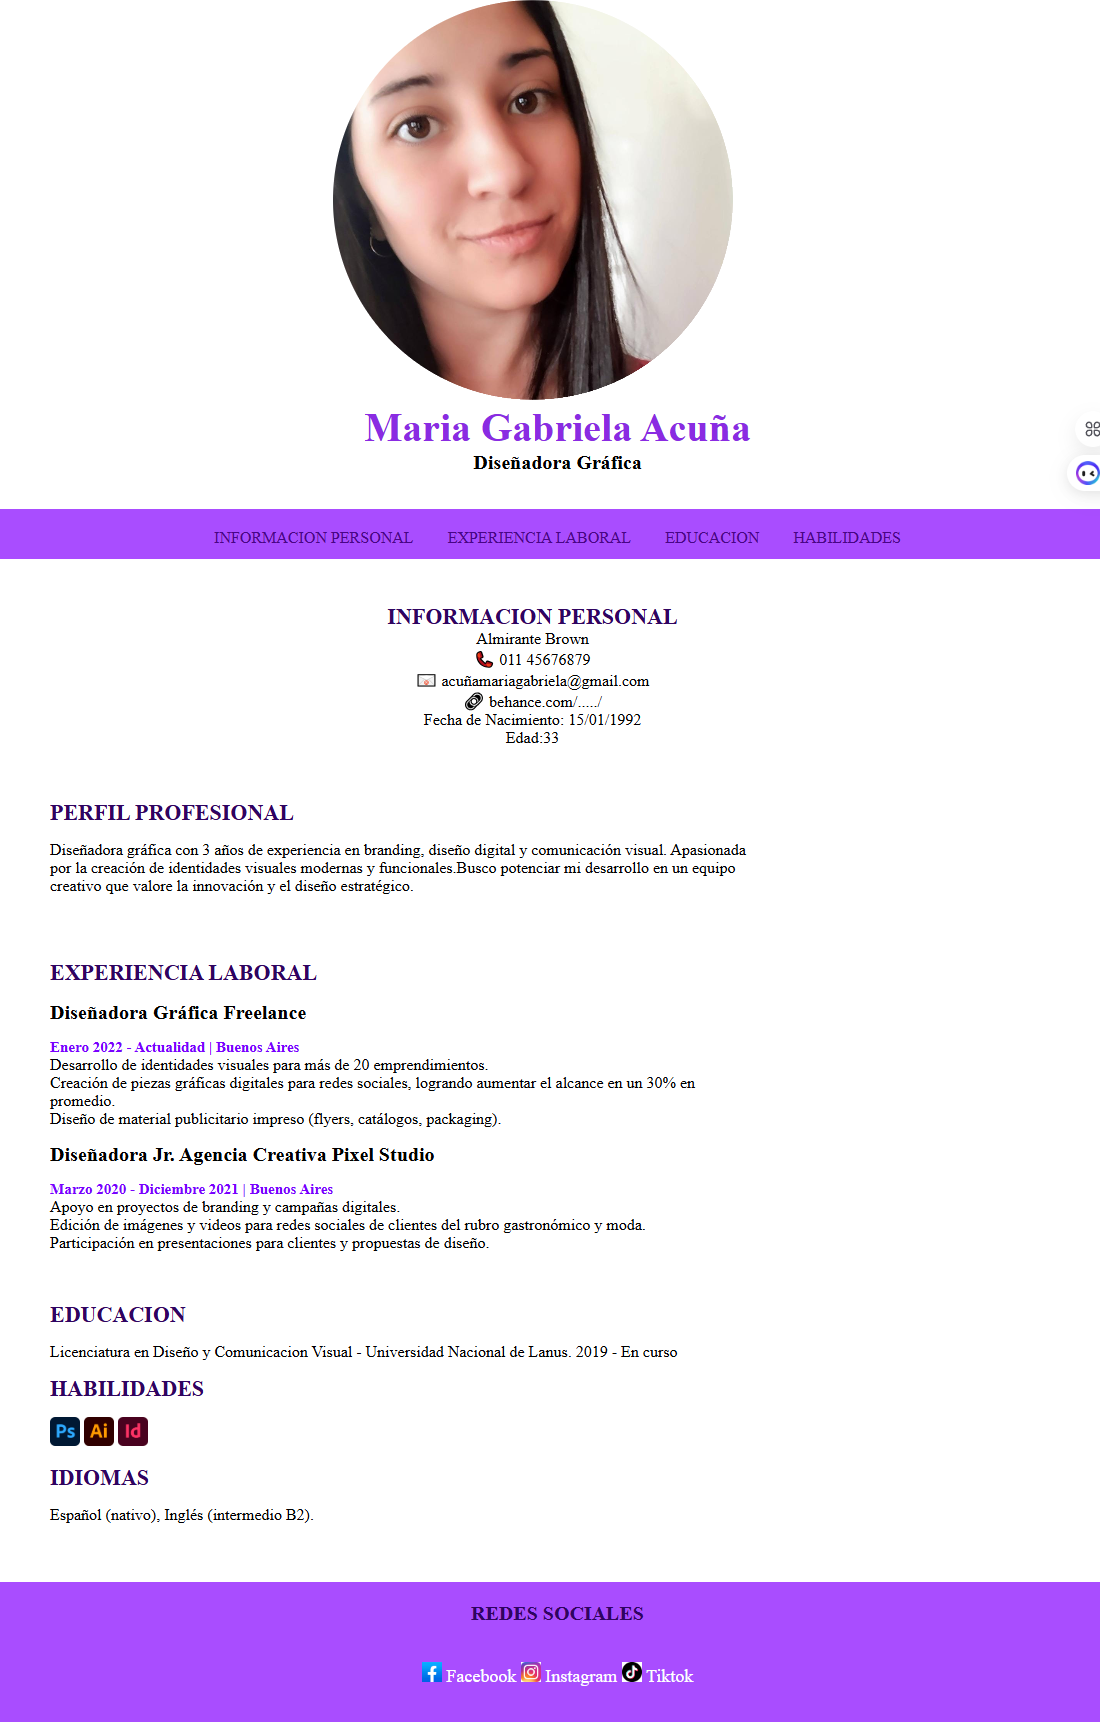 Maria Gabriela Acuña
Diseñadora Gráfica
INFORMACION PERSONAL EXPERIENCIA LABORAL EDUCACION HABILIDADES
INFORMACION PERSONAL
Almirante Brown
011 45676879
acuñamariagabriela@gmail.com
behance.com/...../
Fecha de Nacimiento: 15/01/1992
Edad:33
PERFIL PROFESIONAL
Diseñadora gráfica con 3 años de experiencia en branding, diseño digital y comunicación visual. Apasionada
por la creación de identidades visuales modernas y funcionales.Busco potenciar mi desarrollo en un equipo
creativo que valore la innovación y el diseño estratégico.
EXPERIENCIA LABORAL
Diseñadora Gráfica Freelance
Enero 2022 - Actualidad | Buenos Aires
Desarrollo de identidades visuales para más de 20 emprendimientos.
Creación de piezas gráficas digitales para redes sociales, logrando aumentar el alcance en un 30% en
promedio.
Diseño de material publicitario impreso (flyers, catálogos, packaging).
Diseñadora Jr. Agencia Creativa Pixel Studio
Marzo 2020 - Diciembre 2021 | Buenos Aires
Apoyo en proyectos de branding y campañas digitales.
Edición de imágenes y videos para redes sociales de clientes del rubro gastronómico y moda.
Participación en presentaciones para clientes y propuestas de diseño.
EDUCACION
Licenciatura en Diseño y Comunicacion Visual - Universidad Nacional de Lanus. 2019 - En curso
HABILIDADES
Ps Ai Id
IDIOMAS
Español (nativo), Inglés (intermedio B2).
REDES SOCIALES
Facebook Instagram Tiktok